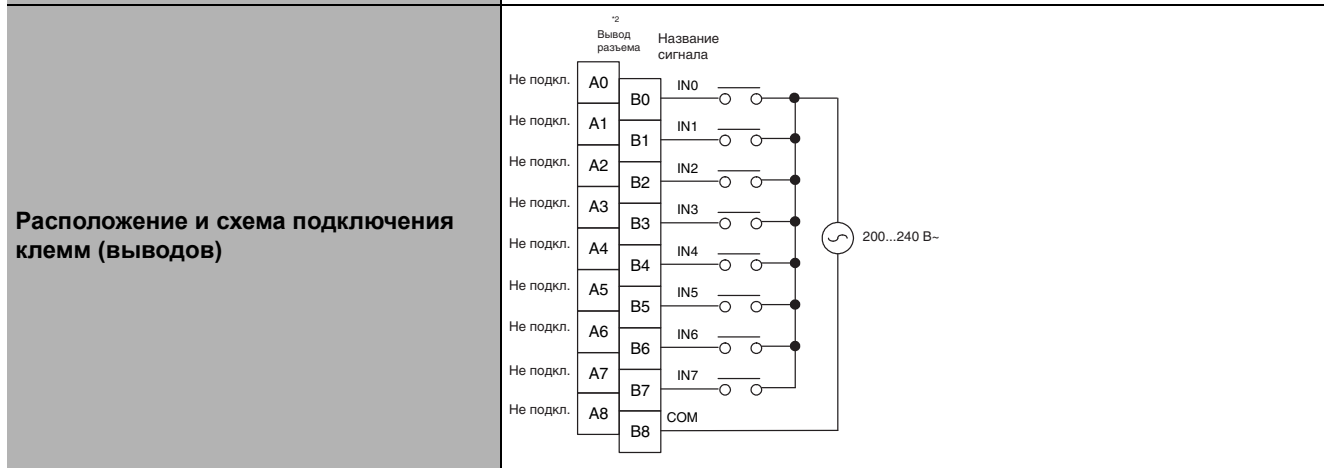 *2
Вывод
разъема
Название
сигнала
Не подкл. A0
B0 IN0
Не подкл. A1
B1 IN1
Не подкл. A2
B2 IN2
Не подкл. A3
B3 IN3
Расположение и схема подключения
клемм (выводов)
200...240 В~
Не подкл. A4
B4 IN4
Не подкл. A5
B5 IN5
Не подкл. A6
B6 IN6
Не подкл. A7
B7 IN7
Не подкл. A8
B8 COM